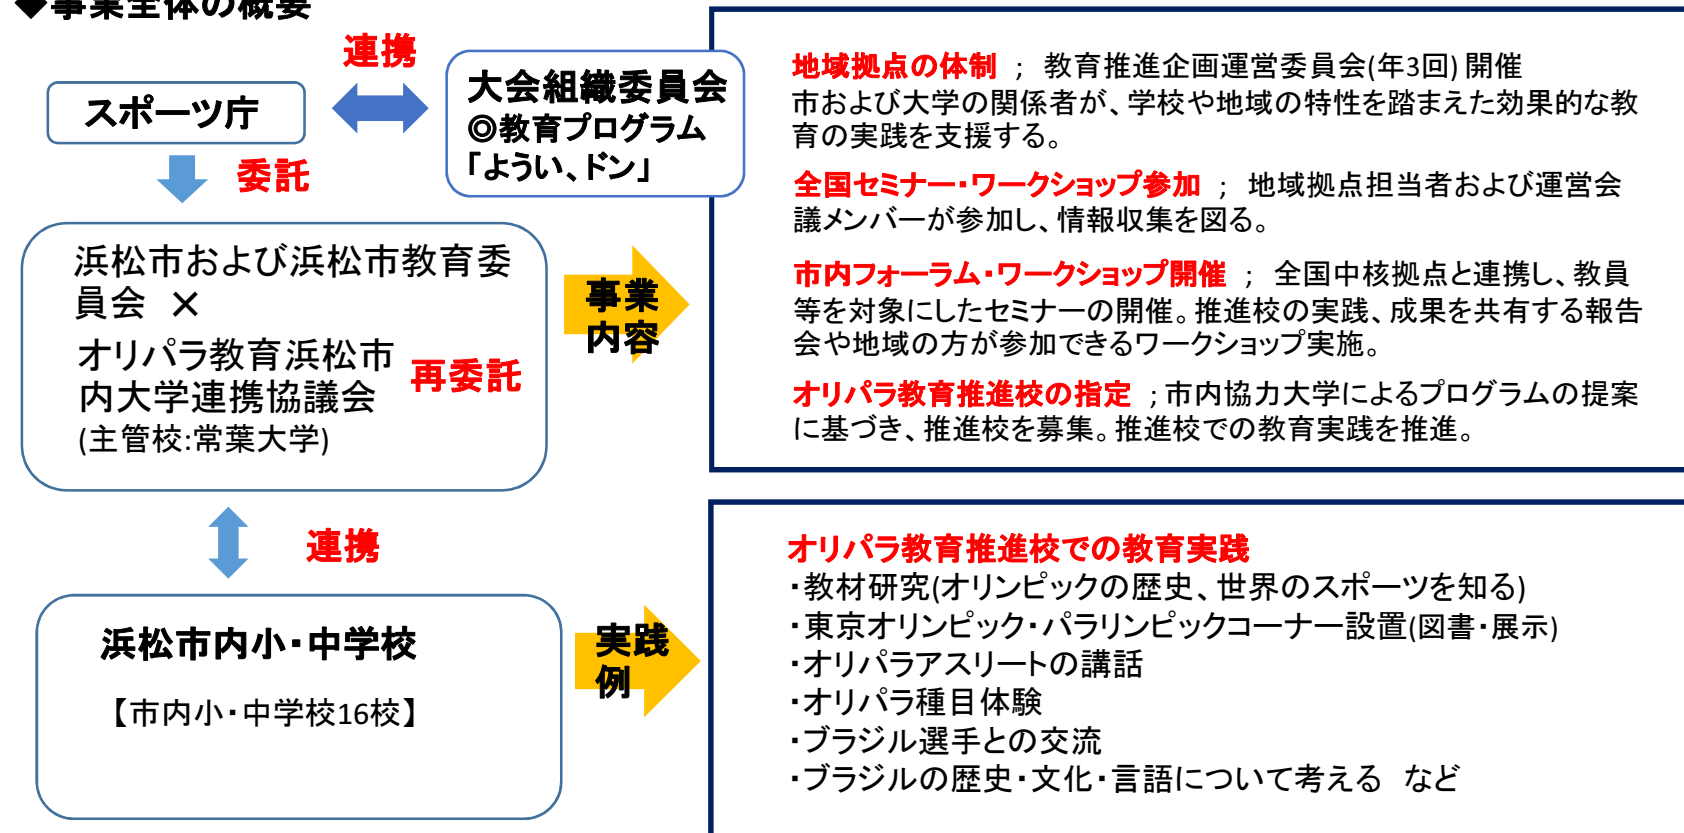 ◆事業全体の概要
連携
スポーツ庁
大会組織委員会
◎教育プログラム
「ようい、ドン」
委託
浜松市および浜松市教育委
員会 ×
オリパラ教育浜松市
内大学連携協議会
(主管校:常葉大学)
再委託
事業
内容
連携
浜松市内小・中学校
【市内小・中学校16校】
実践
例
地域拠点の体制 ; 教育推進企画運営委員会(年3回) 開催
市および大学の関係者が、学校や地域の特性を踏まえた効果的な教
育の実践を支援する。
全国セミナー・ワークショップ参加 ; 地域拠点担当者および運営会
議メンバーが参加し、情報収集を図る。
市内フォーラム・ワークショップ開催 ; 全国中核拠点と連携し、教員
等を対象にしたセミナーの開催。推進校の実践、成果を共有する報告
会や地域の方が参加できるワークショップ実施。
オリパラ教育推進校の指定 ; 市内協力大学によるプログラムの提案
に基づき、推進校を募集。推進校での教育実践を推進。
オリパラ教育推進校での教育実践
・教材研究(オリンピックの歴史、世界のスポーツを知る)
・東京オリンピック・パラリンピックコーナー設置(図書・展示)
・オリパラアスリートの講話
・オリパラ種目体験
・ブラジル選手との交流
・ブラジルの歴史・文化・言語について考える など